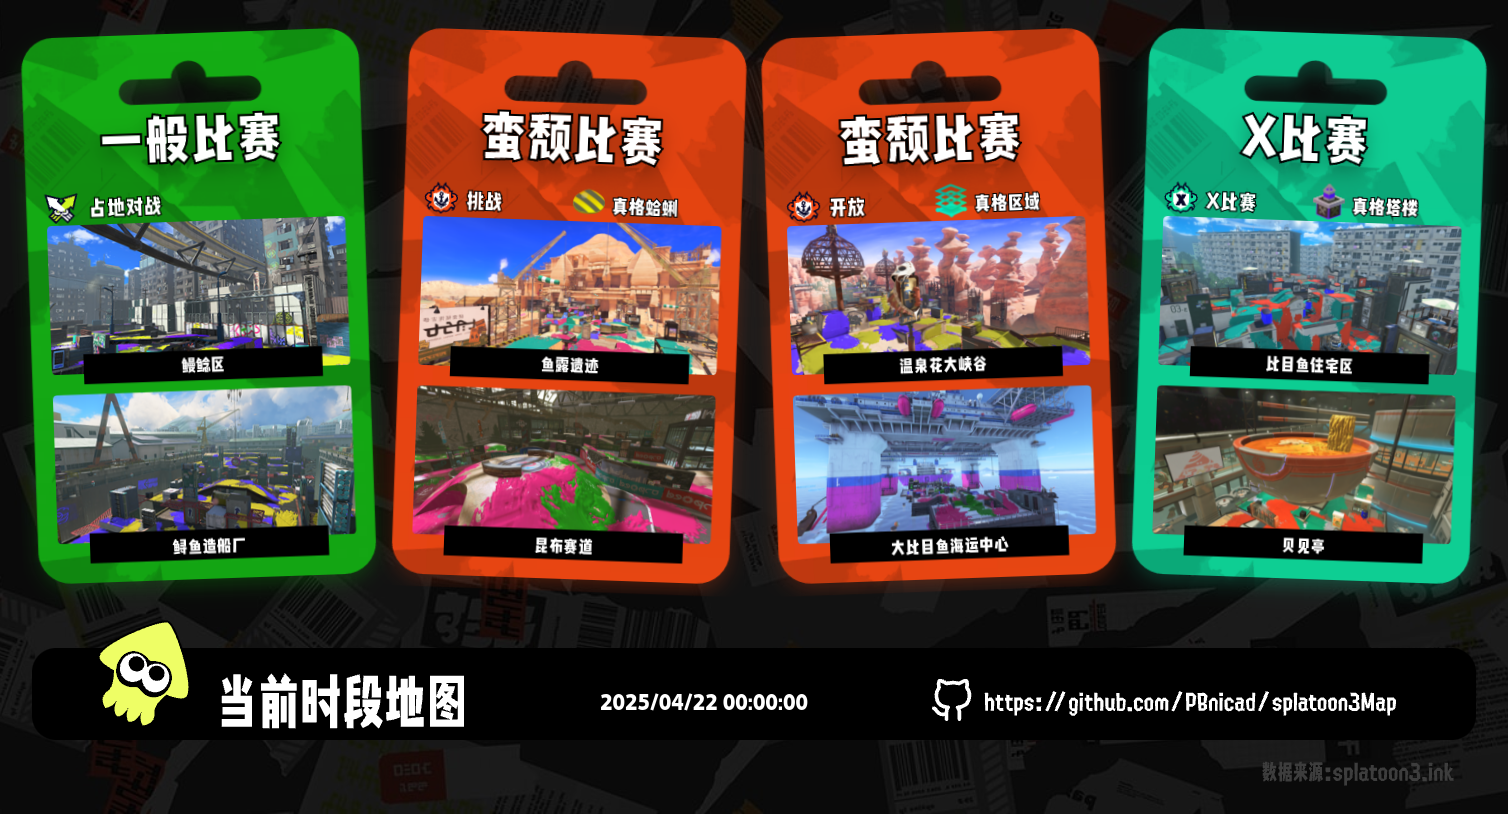 一般比赛
占地对战
鳗鲶区
鲟鱼造船厂
蛮颓比赛
挑战
真格蛤蜊
鱼露遗迹
昆布赛道
蛮颓比赛
开放
真格区域
温泉花大峡谷
大比目鱼海运中心
X比赛
X比赛
真格塔楼
比目鱼住宅区
贝见亭
当前时段地图
2025/04/22 00:00:00
https://github.com/PBnicad/splatoon3Map
数据来源:splatoon3.ink